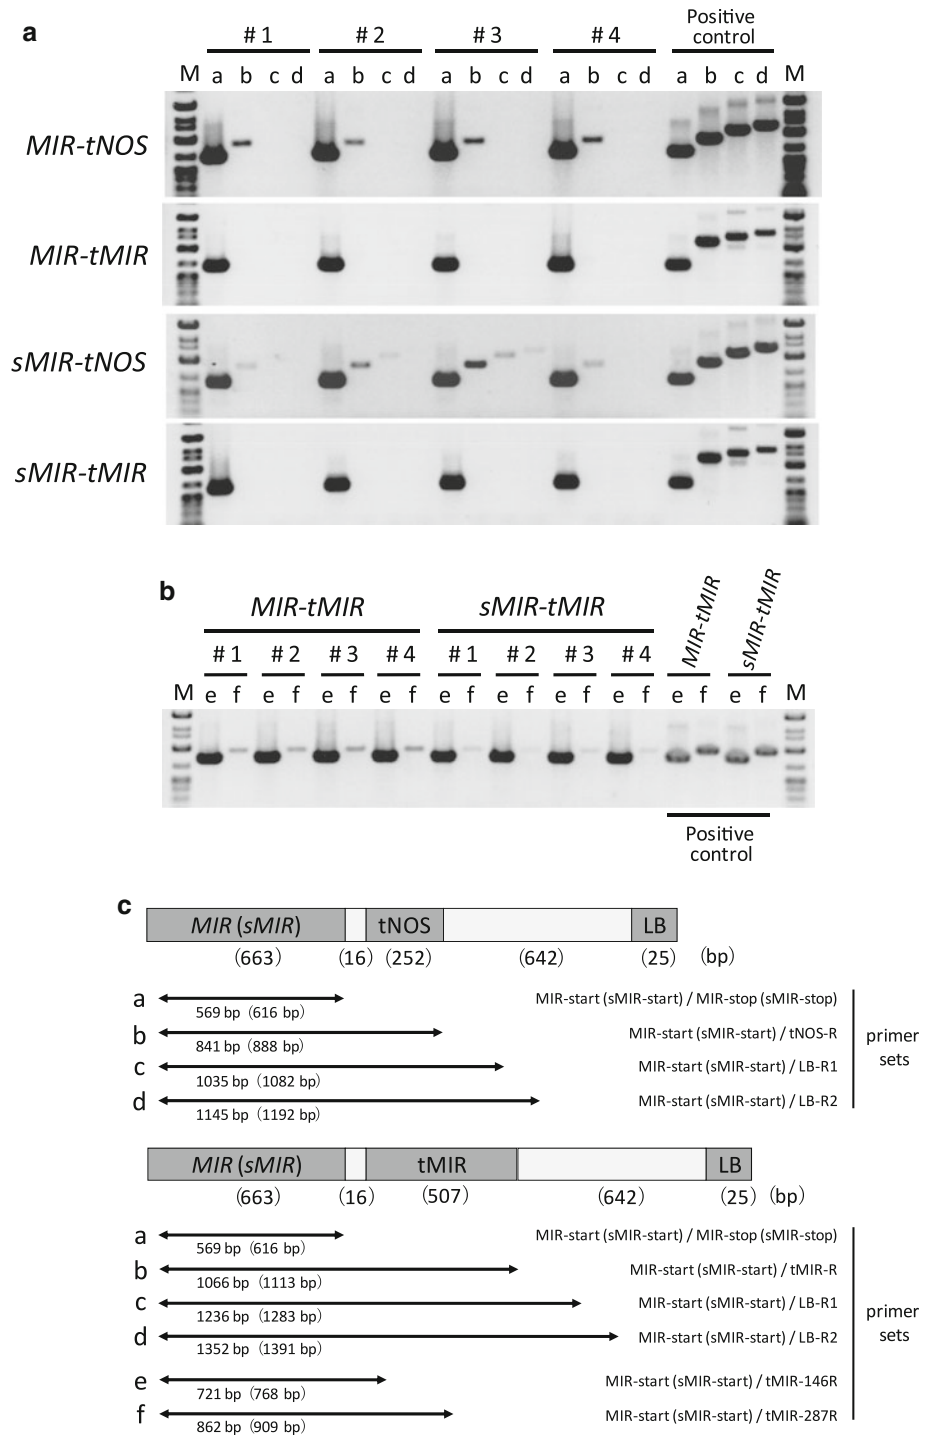 a
# 1 # 2 # 3 # 4 Positive control
M a b c d a b c d a b c d a b c d a b c d M
MIR-tNOS
MIR-tMIR
sMIR-tNOS
sMIR-tMIR
b
MIR-tMIR sMIR-tMIR MIR-tMIR sMIR-tMIR
# 1 # 2 # 3 # 4 # 1 # 2 # 3 # 4
M e f e f e f e f e f e f e f e f e f e f M
Positive
control
c
MIR (sMIR) tNOS LB
(663) (16) (252) (642) (25) (bp)
a MIR-start (sMIR-start) / MIR-stop (sMIR-stop)
569 bp (616 bp)
b MIR-start (sMIR-start) / tNOS-R
841 bp (888 bp)
c MIR-start (sMIR-start) / LB-R1
1035 bp (1082 bp)
d MIR-start (sMIR-start) / LB-R2
1145 bp (1192 bp)
primer
sets
MIR (sMIR) tMIR LB
(663) (16) (507) (642) (25) (bp)
a MIR-start (sMIR-start) / MIR-stop (sMIR-stop)
569 bp (616 bp)
b MIR-start (sMIR-start) / tMIR-R
1066 bp (1113 bp)
c MIR-start (sMIR-start) / LB-R1
1236 bp (1283 bp)
d MIR-start (sMIR-start) / LB-R2
1352 bp (1391 bp)
e MIR-start (sMIR-start) / tMIR-146R
721 bp (768 bp)
f MIR-start (sMIR-start) / tMIR-287R
862 bp (909 bp)
primer
sets